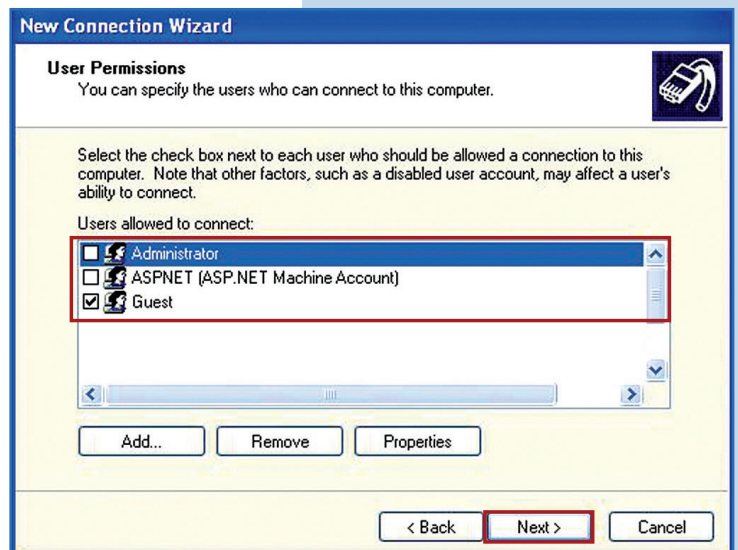 New Connection Wizard
User Permissions
You can specify the users who can connect to this computer.
Select the check box next to each user who should be allowed a connection to this
computer. Note that other factors, such as a disabled user account, may affect a user's
ability to connect.
Users allowed to connect:
Administrator
ASPNET (ASP.NET Machine Account)
Guest
Add... Remove Properties
< Back Next > Cancel